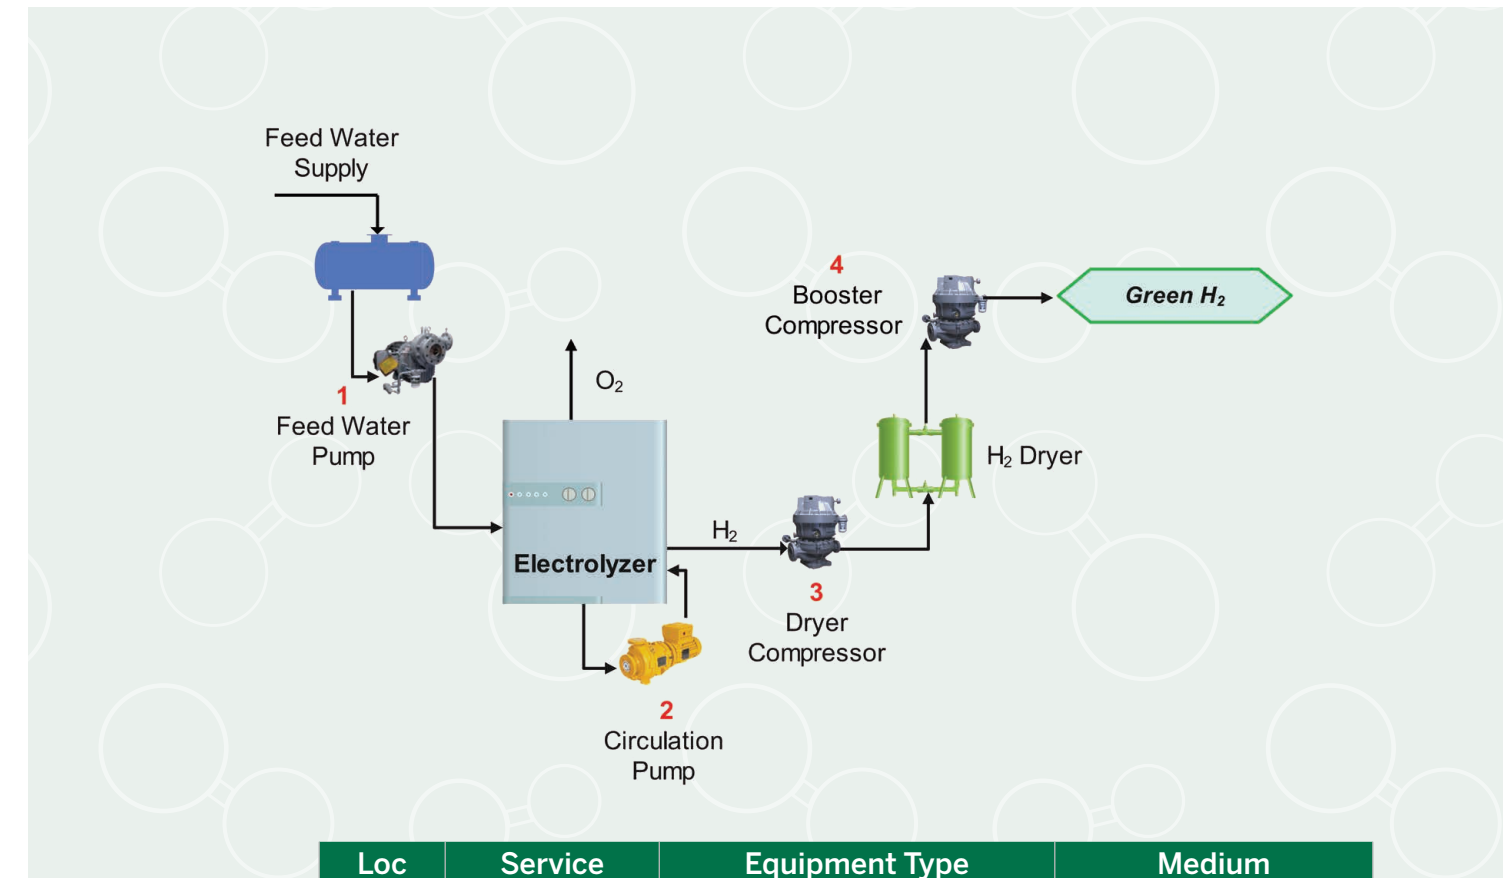 Feed Water
Supply
1
Feed Water
Pump
O₂
Electrolyzer
2
Circulation
Pump
H₂
3
Dryer
Compressor
H₂ Dryer
4
Booster
Compressor
Green H₂
Loc Service Equipment Type Medium